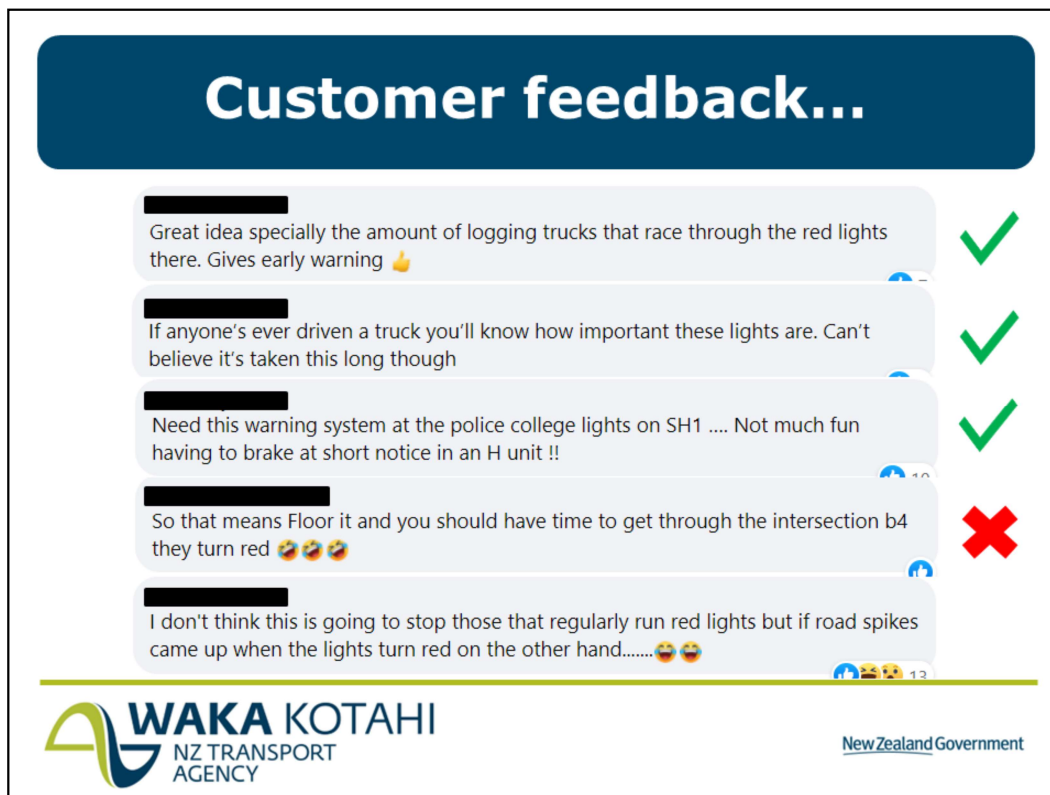 Customer feedback...
Great idea specially the amount of logging trucks that race through the red lights
there. Gives early warning 👍
If anyone's ever driven a truck you'll know how important these lights are. Can't
believe it's taken this long though
Need this warning system at the police college lights on SH1 .... Not much fun
having to brake at short notice in an H unit !!
So that means Floor it and you should have time to get through the intersection b4
they turn red 🤣🤣🤣
I don't think this is going to stop those that regularly run red lights but if road spikes
came up when the lights turn red on the other hand.......😂😂
13
WAKA KOTAHI
NZ TRANSPORT
AGENCY
New Zealand Government